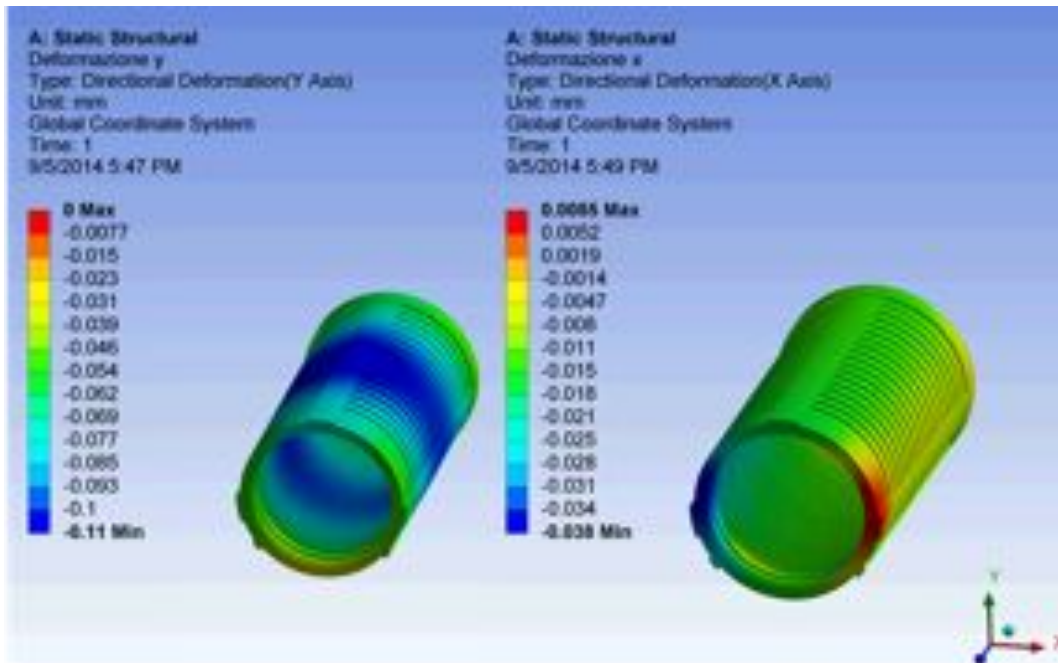 A: Static Structural
Deformazione y
Type: Directional Deformation(Y Axis)
Unit: mm
Global Coordinate System
Time: 1
9/5/2014 5:47 PM
0 Max
-0.0077
-0.015
-0.023
-0.031
-0.039
-0.046
-0.054
-0.062
-0.069
-0.077
-0.085
-0.093
-0.1
-0.11 Min
A: Static Structural
Deformazione x
Type: Directional Deformation(X Axis)
Unit: mm
Global Coordinate System
Time: 1
9/5/2014 5:49 PM
0.0085 Max
0.0052
0.0019
-0.0014
-0.0047
-0.008
-0.011
-0.015
-0.018
-0.021
-0.025
-0.028
-0.031
-0.034
-0.038 Min
Y
X